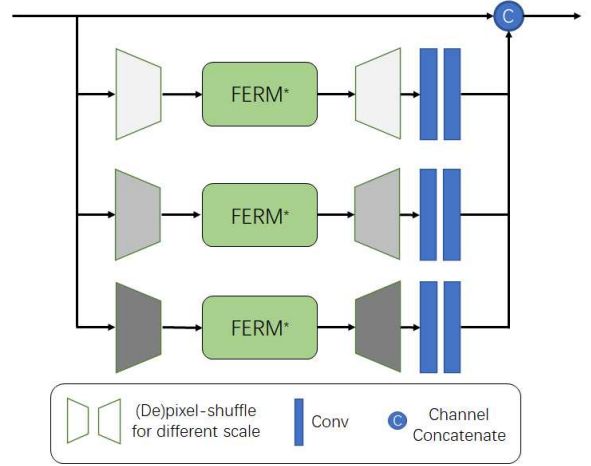 C
FERM*
FERM*
FERM*
(De)pixel-shuffle
for different scale
Conv
C
Channel
Concatenate